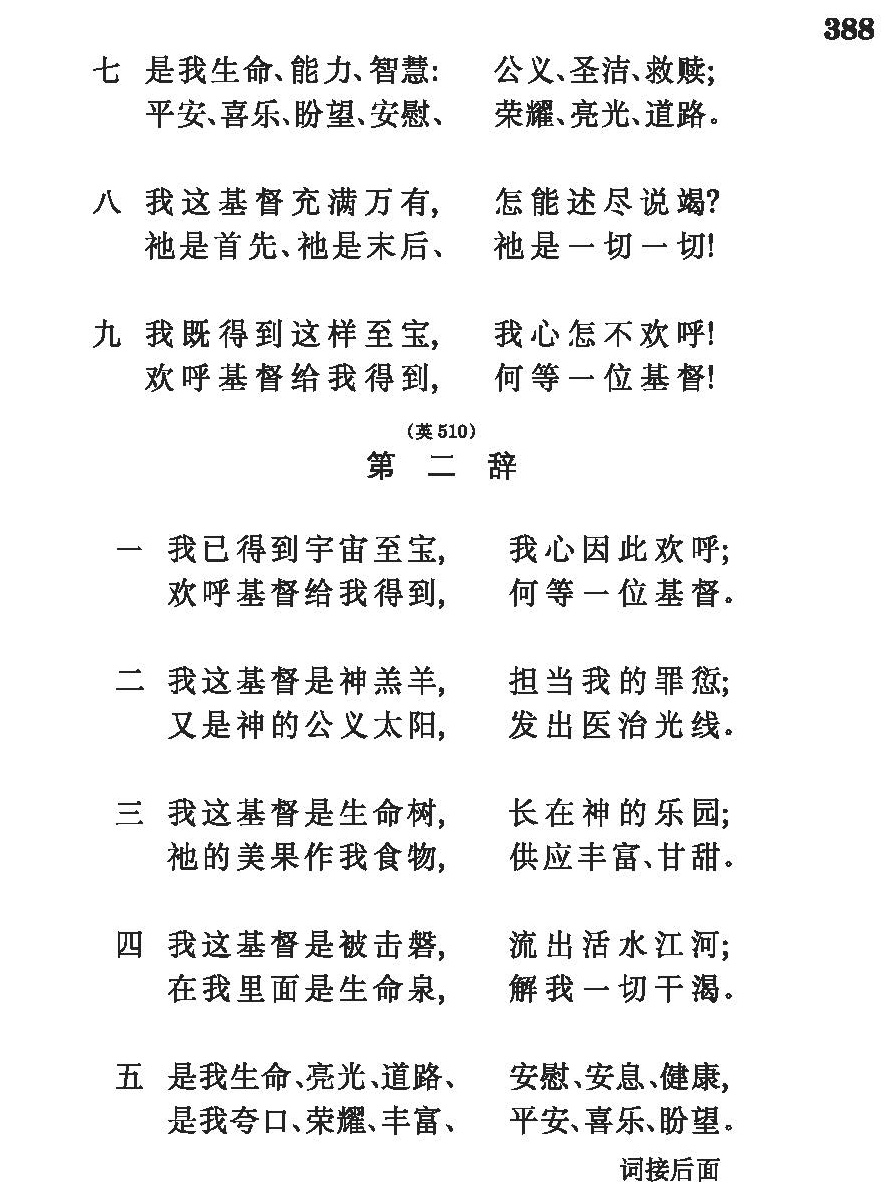 388
七 是我生命、能力、智慧: 公义、圣洁、救赎;
平安、喜乐、盼望、安慰、 荣耀、亮光、道路。
八 我这基督充满万有, 怎能述尽说竭?
祂是首先、祂是末后、 祂是一切一切!
九 我既得到这样至宝, 我心怎不欢呼!
欢呼基督给我得到, 何等一位基督!
(英510)
第二辞
一 我已得到宇宙至宝, 我心因此欢呼;
欢呼基督给我得到, 何等一位基督。
二 我这基督是神羔羊, 担当我的罪愆;
又是神的公义太阳, 发出医治光线。
三 我这基督是生命树, 长在神的乐园;
祂的美果作我食物, 供应丰富、甘甜。
四 我这基督是被击磐, 流出活水江河;
在我里面是生命泉, 解我一切干渴。
五 是我生命、亮光、道路、 安慰、安息、健康,
是我夸口、荣耀、丰富、 平安、喜乐、盼望。
词接后面